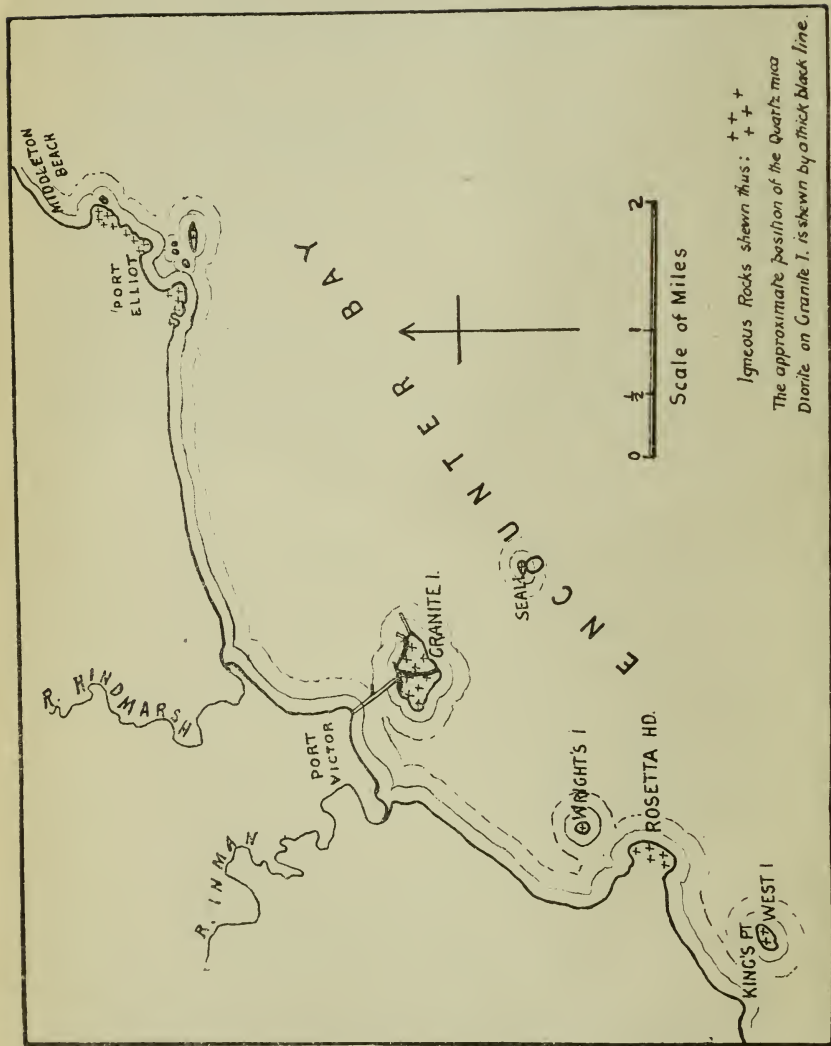 MIDDLETON
BEACH
PORT
ELLIOT
ENCOUNTER BAY
R. HINDMARSH
PORT
VICTOR
GRANITE I.
R. INMAN
SEAL
WRIGHT'S I
ROSETTA HD.
KING'S PT
WEST I
0 ½ 1 2
Scale of Miles
Igneous Rocks shewn thus: + + + + + +
The approximate position of the Quartz mica
Diorite on Granite I. is shewn by a thick black line.